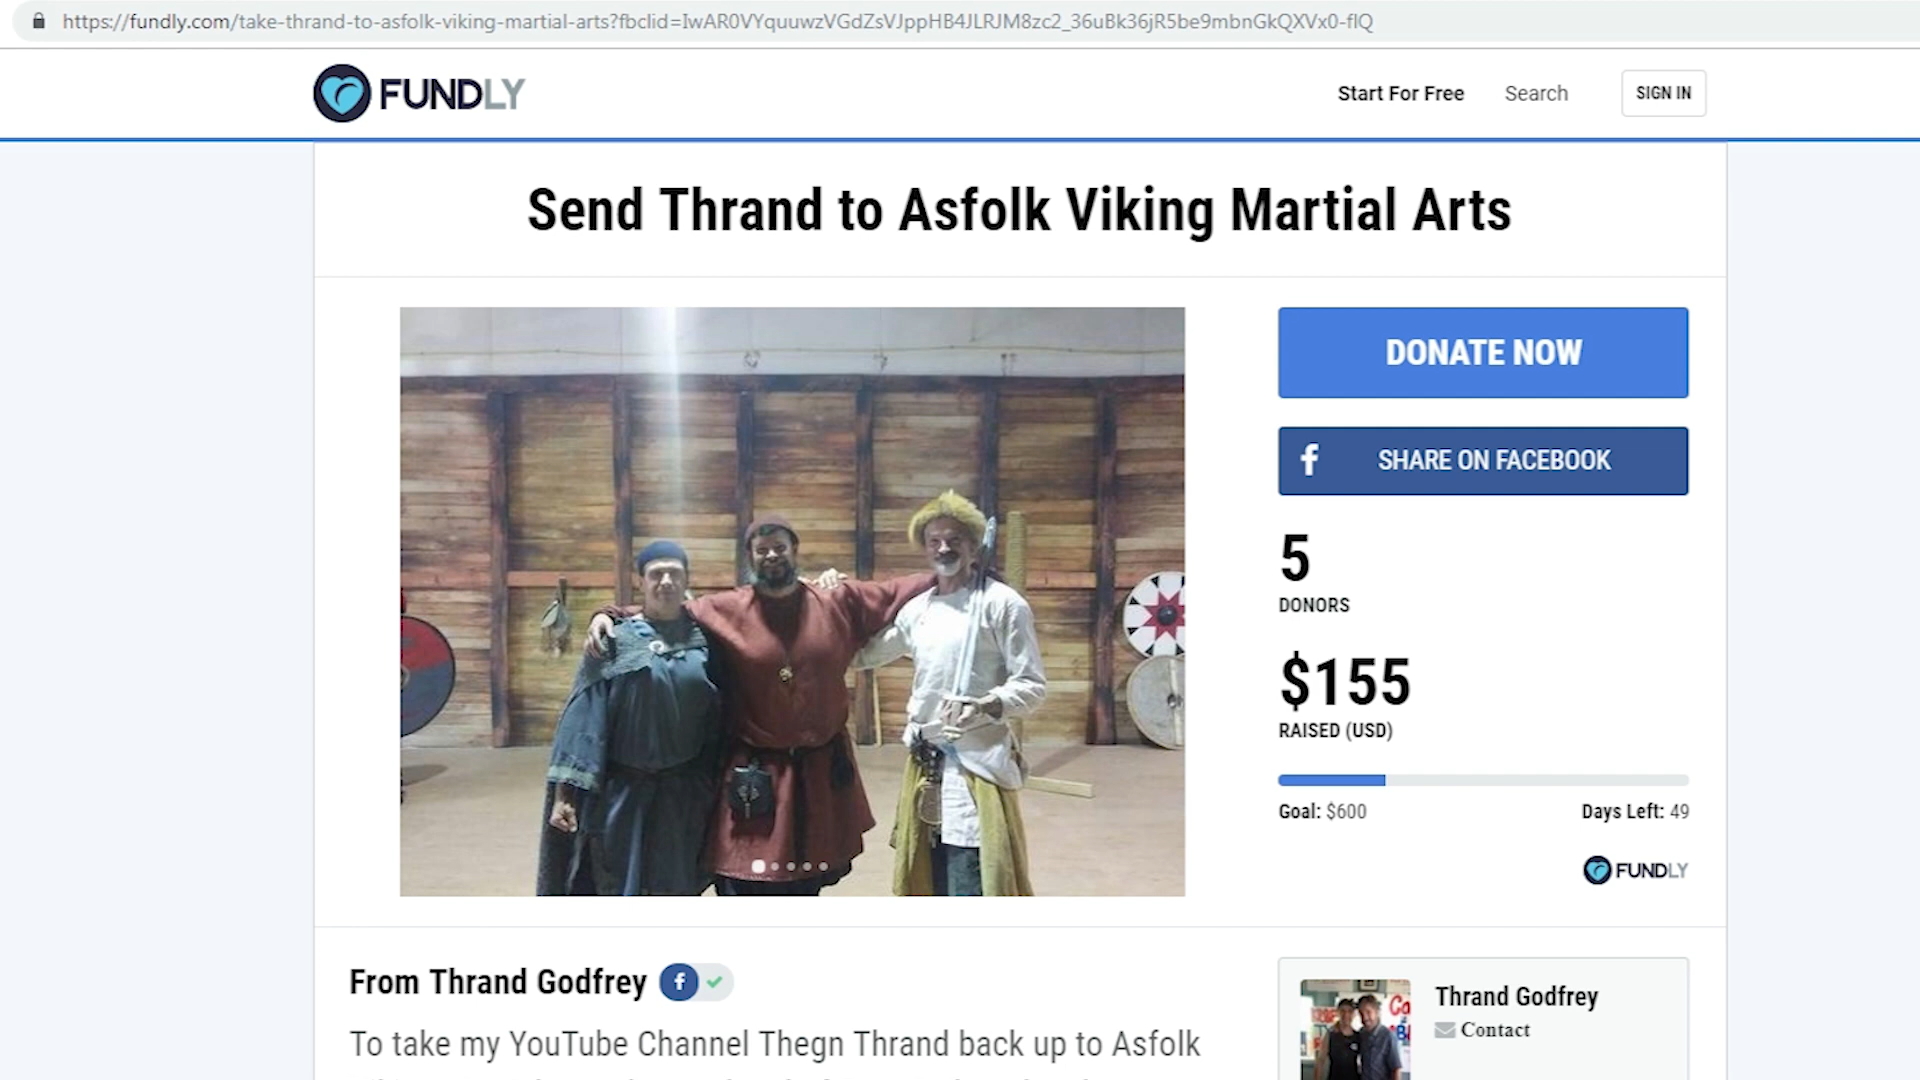 https://fundly.com/take-thrand-to-asfolk-viking-martial-arts?fbclid=IwAR0VYquuwzVGdZsVJppHB4JLRJM8zc2_36uBk36jR5be9mbnGkQXVx0-flQ
FUNDLY
Start For Free
Search
SIGN IN
Send Thrand to Asfolk Viking Martial Arts
DONATE NOW
SHARE ON FACEBOOK
5
DONORS
$155
RAISED (USD)
Goal: $600
Days Left: 49
FUNDLY
From Thrand Godfrey
To take my YouTube Channel Thegn Thrand back up to Asfolk
Thrand Godfrey
Contact